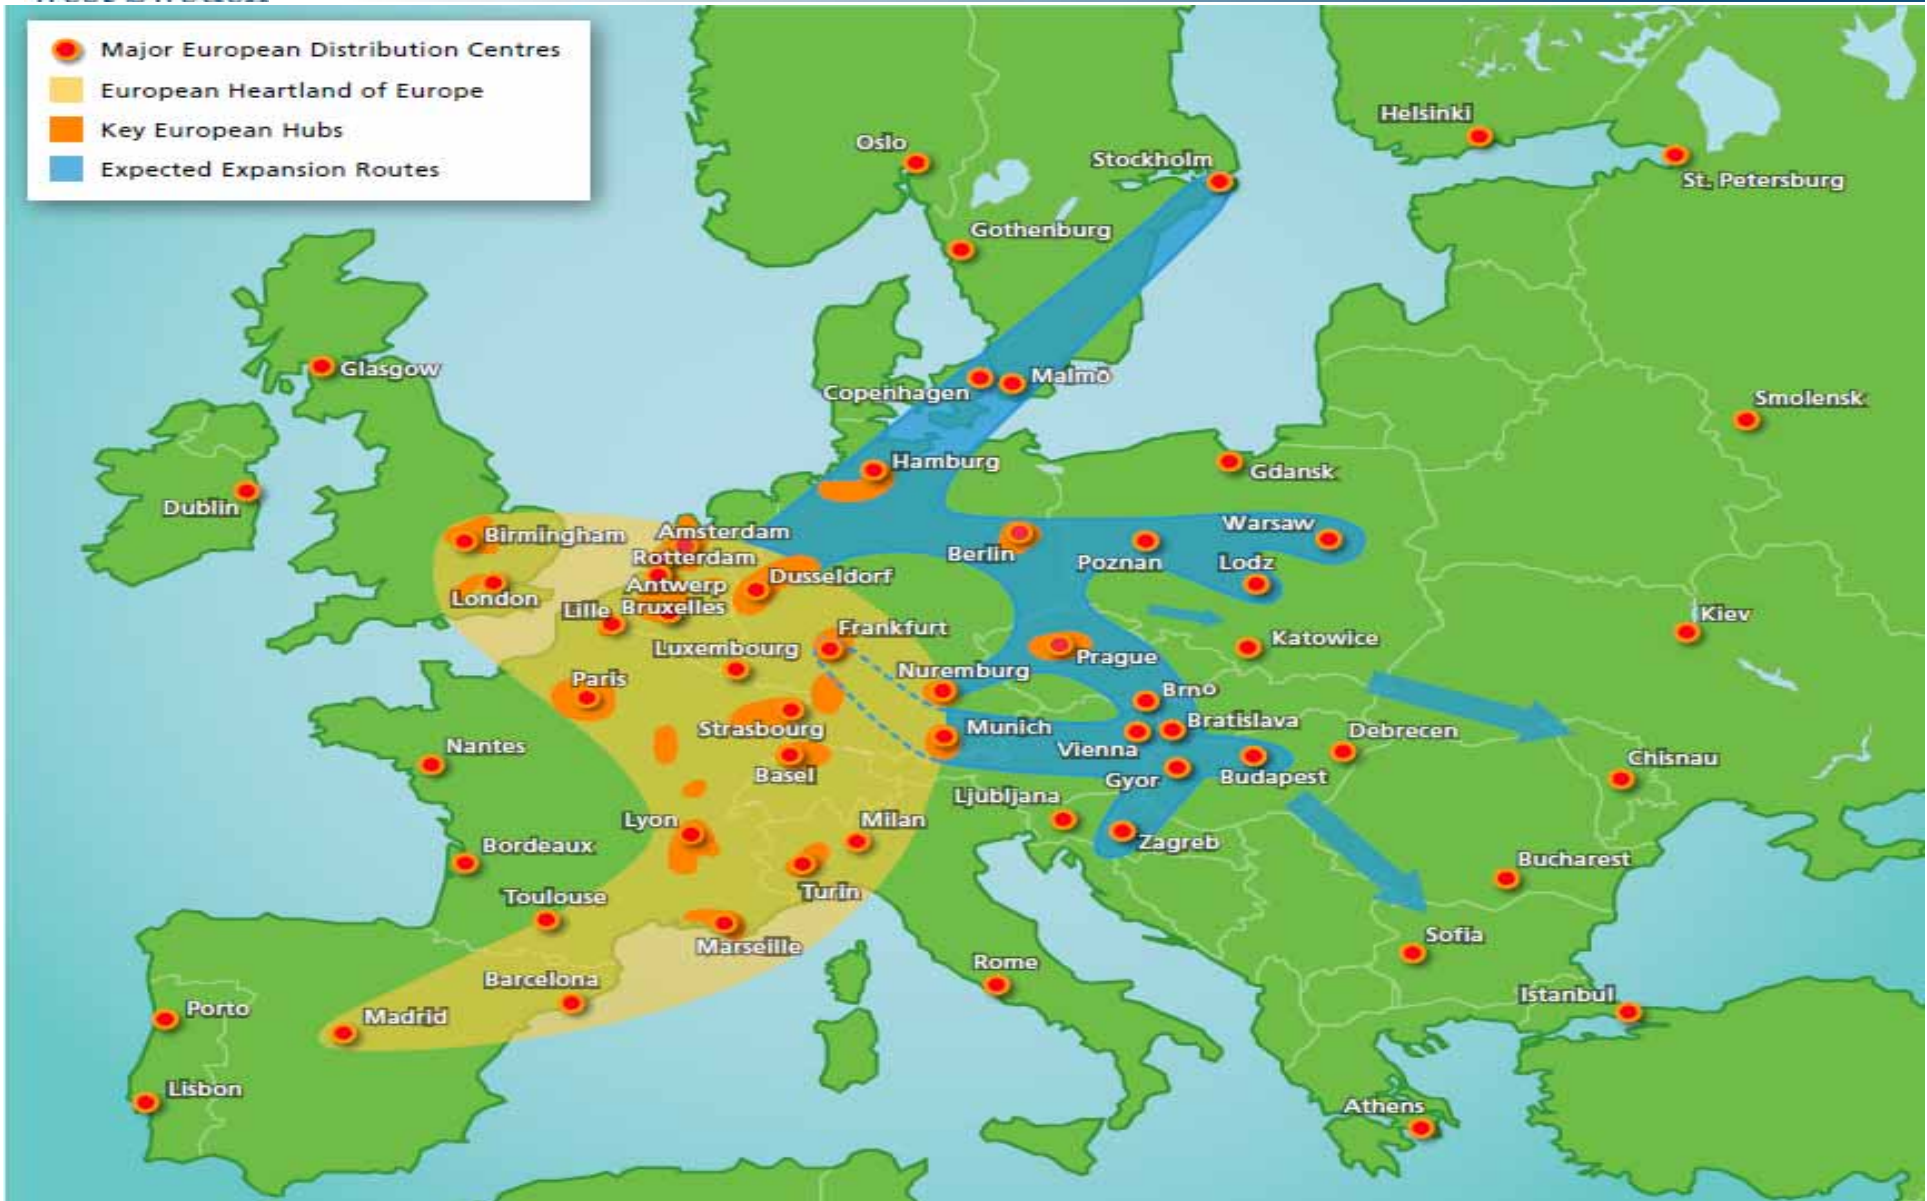 Major European Distribution Centres
European Heartland of Europe
Key European Hubs
Expected Expansion Routes
Helsinki
Oslo
Stockholm
St. Petersburg
Gothenburg
Glasgow
Malmö
Copenhagen
Smolensk
Hamburg
Gdansk
Dublin
Warsaw
Birmingham
Amsterdam
Berlin
Rotterdam
Poznan
Lodz
Dusseldorf
Antwerp
London
Lille
Bruxelles
Kiev
Frankfurt
Katowice
Luxembourg
Prague
Nuremburg
Paris
Brno
Bratislava
Strasbourg
Munich
Debrecen
Nantes
Vienna
Chisnau
Basel
Gyor
Budapest
Ljubljana
Lyon
Milan
Zagreb
Bordeaux
Bucharest
Turin
Toulouse
Sofia
Marseille
Rome
Barcelona
Istanbul
Porto
Madrid
Lisbon
Athens